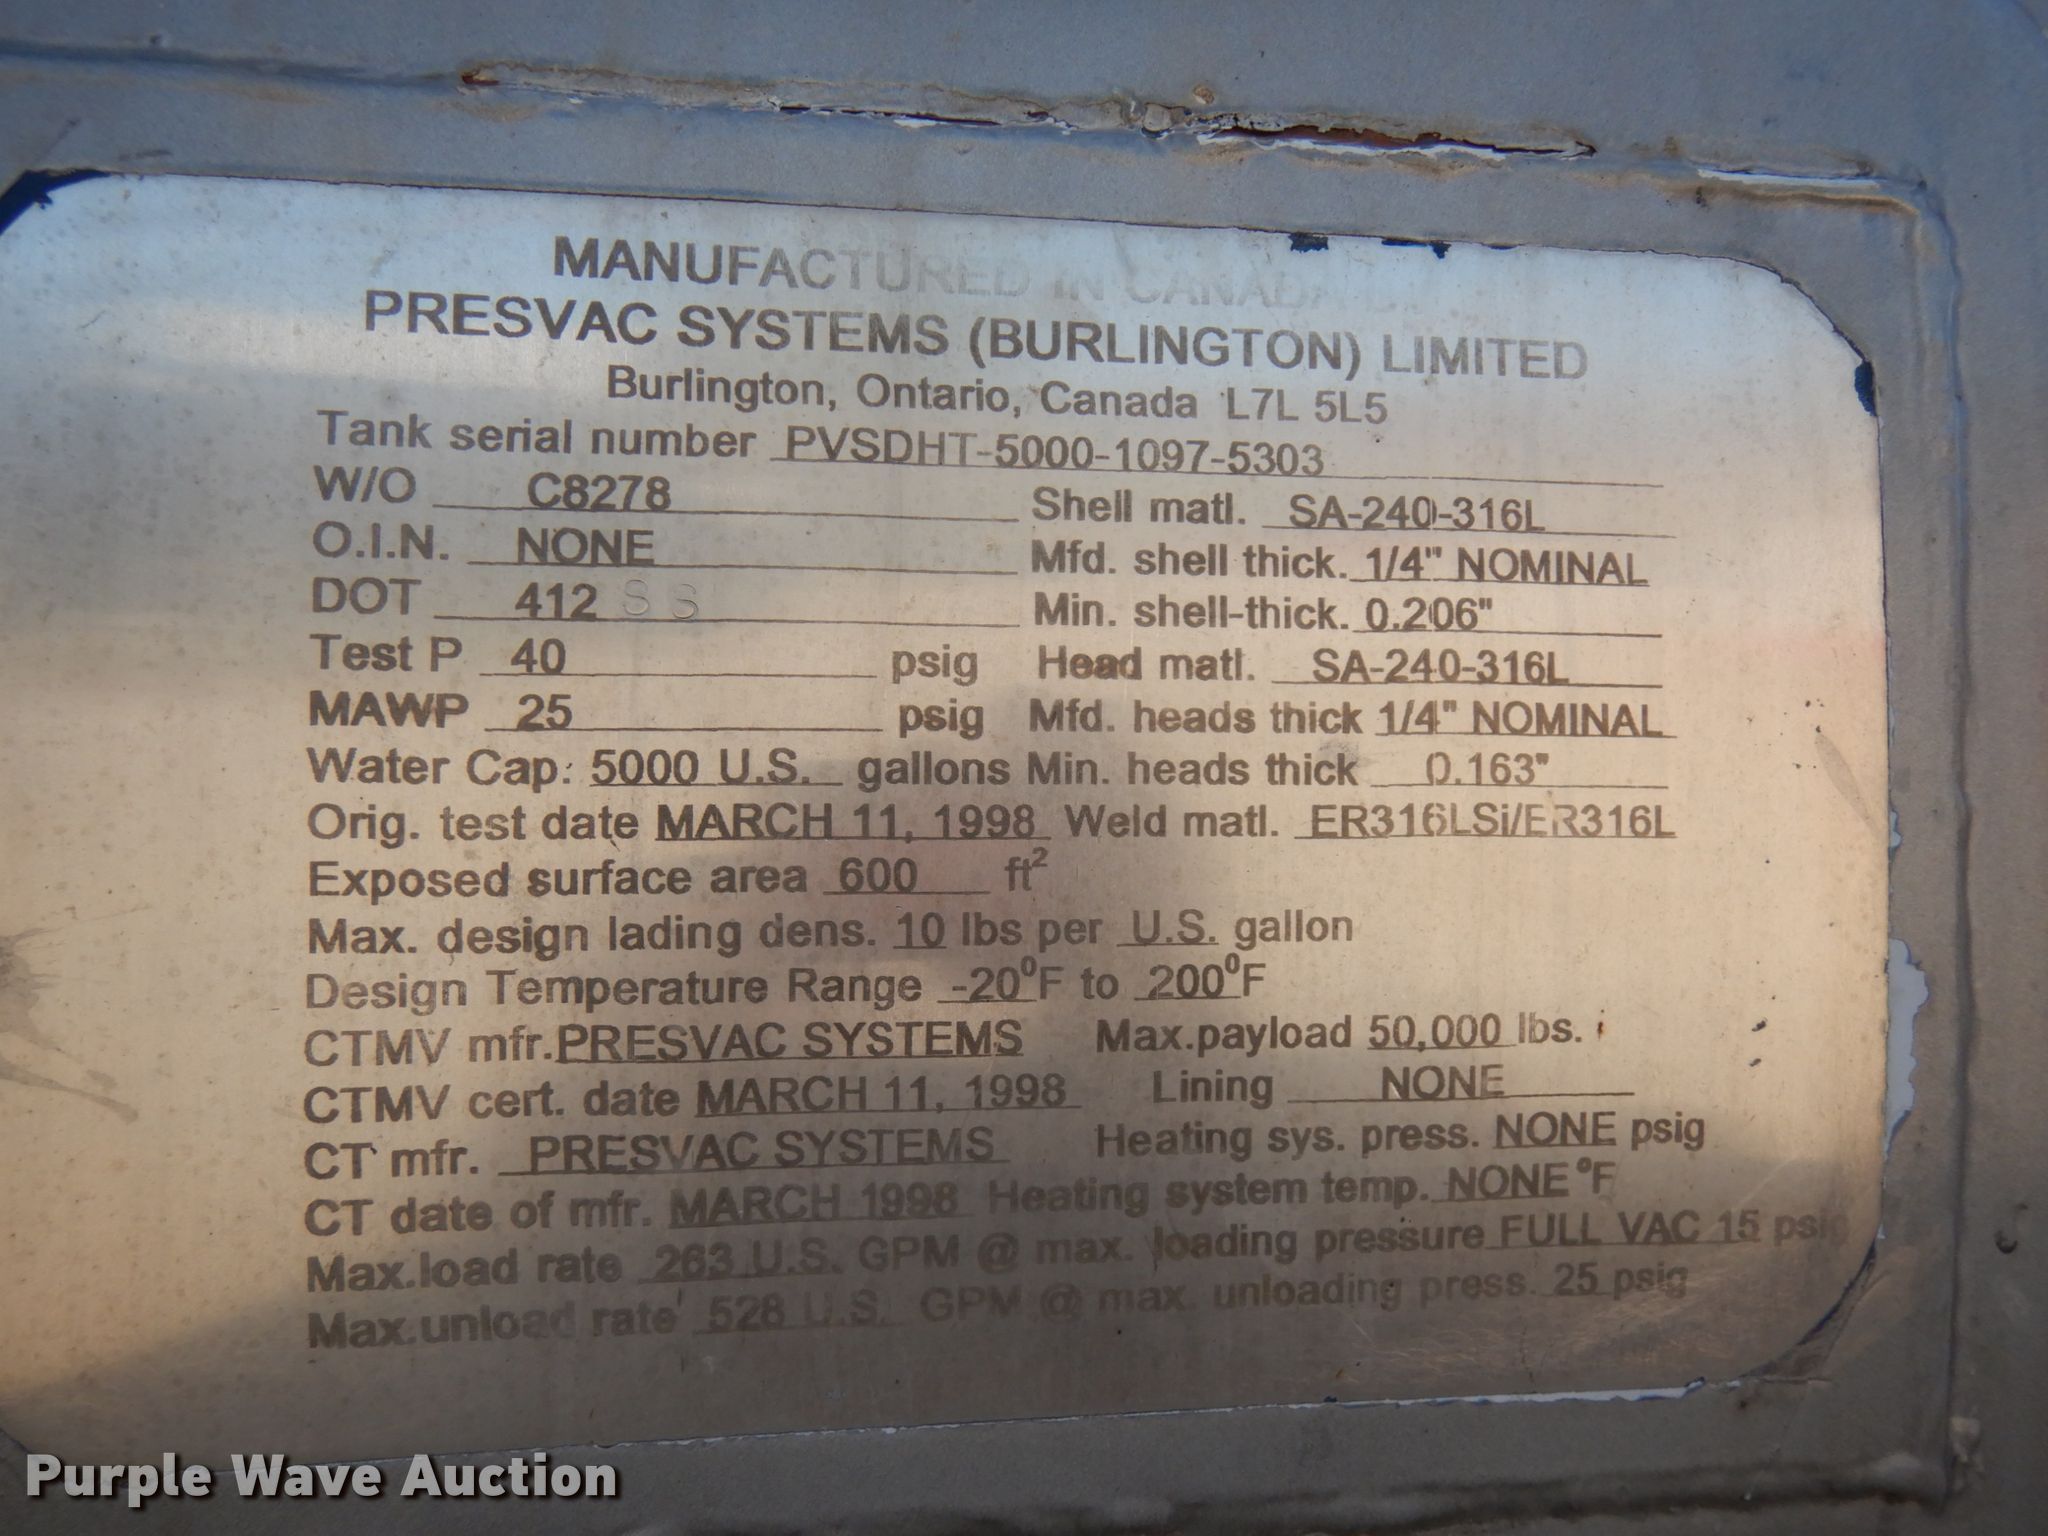 MANUFACTURED IN CANADA
PRESVAC SYSTEMS (BURLINGTON) LIMITED
Burlington, Ontario, Canada L7L 5L5
Tank serial number PVSDHT-5000-1097-5303
W/O C8278 Shell matl. SA-240-316L
O.I.N. NONE Mfd. shell thick. 1/4" NOMINAL
DOT 412 SS Min. shell-thick. 0.206"
Test P 40 psig Head matl. SA-240-316L
MAWP 25 psig Mfd. heads thick 1/4" NOMINAL
Water Cap. 5000 U.S. gallons Min. heads thick 0.163"
Orig. test date MARCH 11, 1998 Weld matl. ER316LSi/ER316L
Exposed surface area 600 ft²
Max. design lading dens. 10 lbs per U.S. gallon
Design Temperature Range -20⁰F to 200⁰F
CTMV mfr. PRESVAC SYSTEMS Max.payload 50,000 lbs.
CTMV cert. date MARCH 11, 1998 Lining NONE
CT mfr. PRESVAC SYSTEMS Heating sys. press. NONE psig
CT date of mfr. MARCH 1998 Heating system temp. NONE °F
Max.load rate 263 U.S. GPM @ max. loading pressure FULL VAC 15 psig
Max.unload rate 528 U.S. GPM @ max. unloading press. 25 psig
Purple Wave Auction